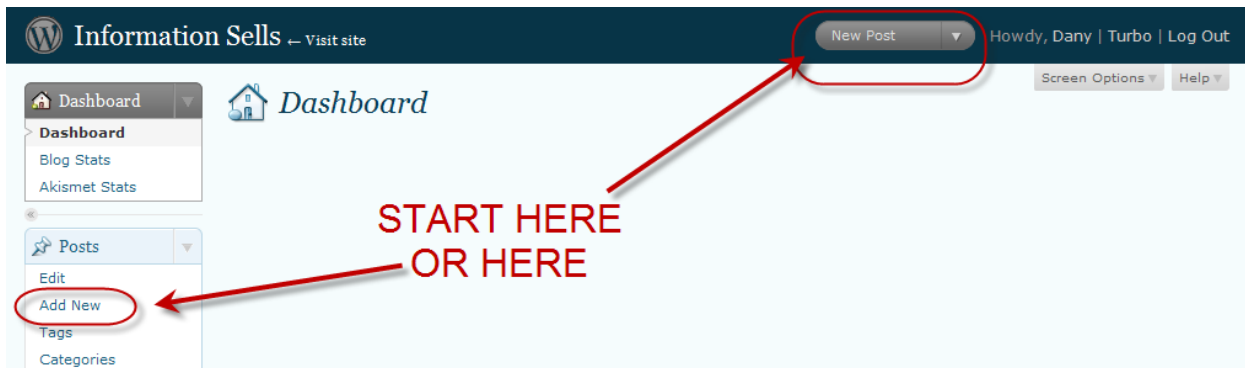 Information Sells ← Visit site
New Post
Howdy, Dany | Turbo | Log Out
Screen Options
Help
Dashboard
Dashboard
Dashboard
Blog Stats
Akismet Stats
START HERE
OR HERE
Posts
Edit
Add New
Tags
Categories